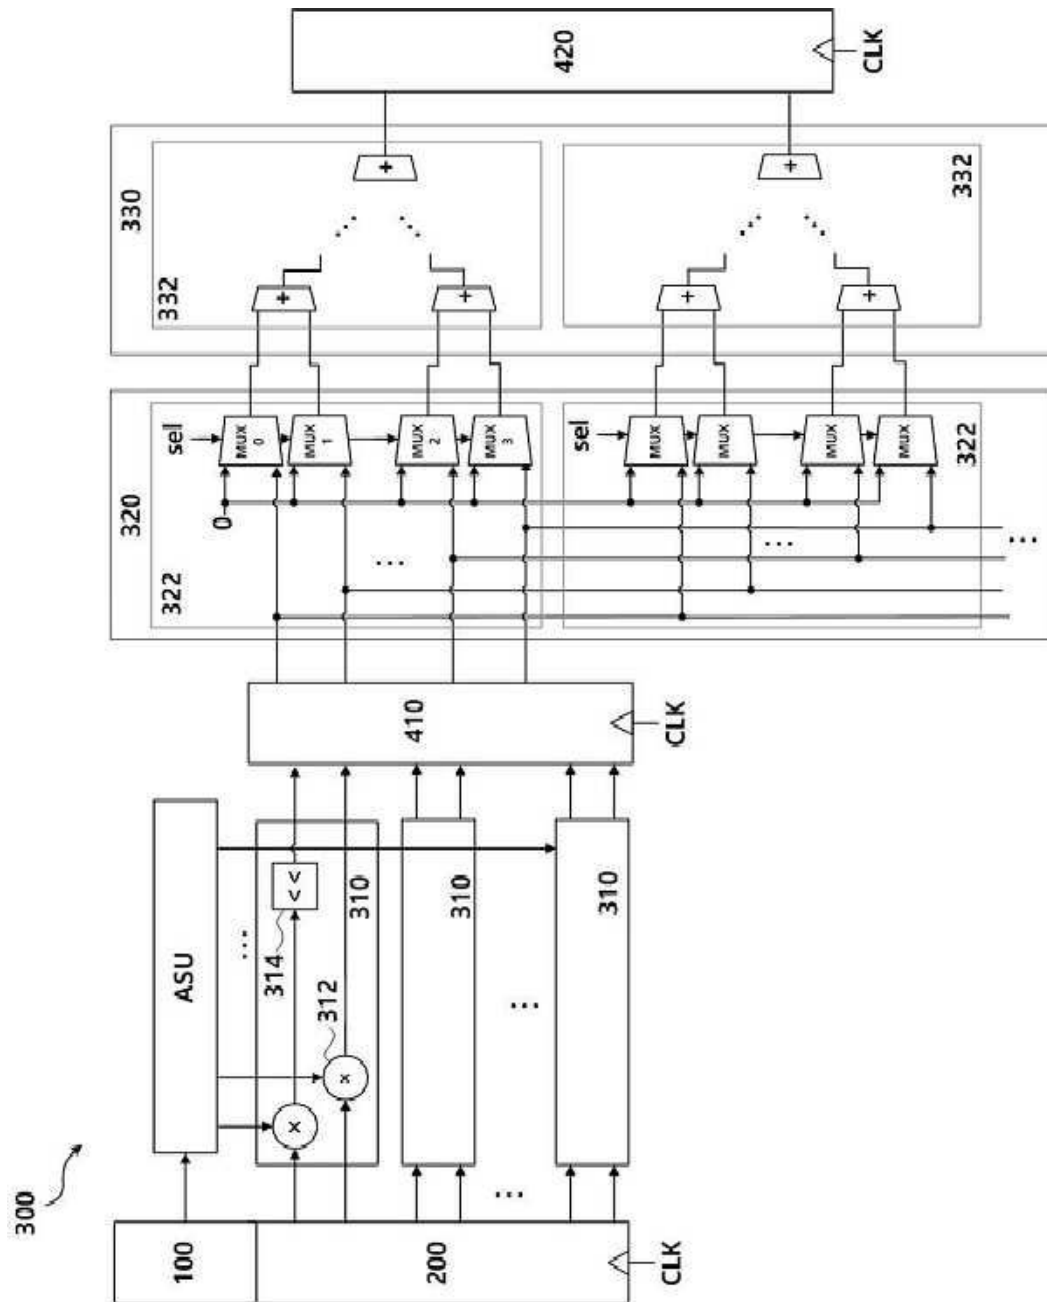 300
320
330
100
ASU
322
sel
332
0
...
MUX
0
+
314
×
<<
MUX
1
312
×
310
+
...
MUX
2
200
310
410
420
+
MUX
3
...
...
310
sel
CLK
CLK
MUX
+
MUX
...
+
MUX
+
MUX
322
332
CLK
...